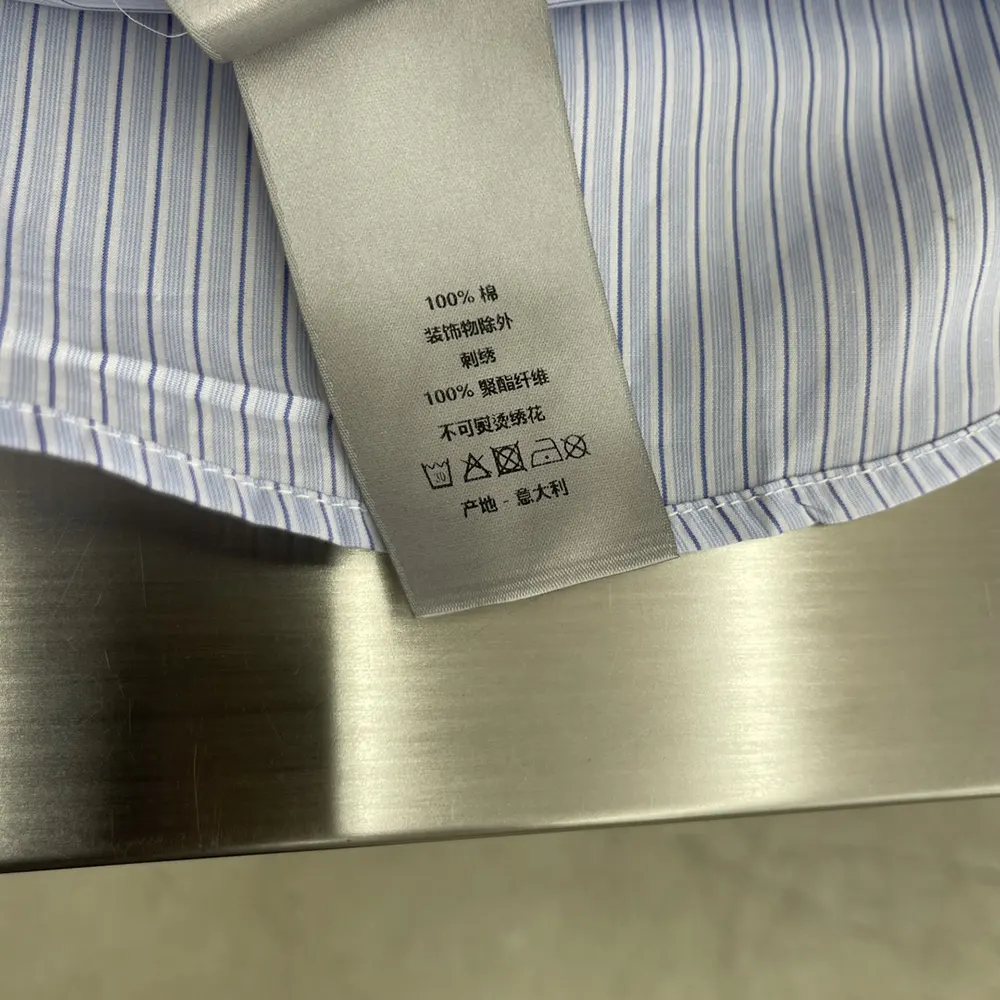 100% 棉
装饰物除外
刺绣
100% 聚酯纤维
不可熨烫绣花
30
产地 - 意大利